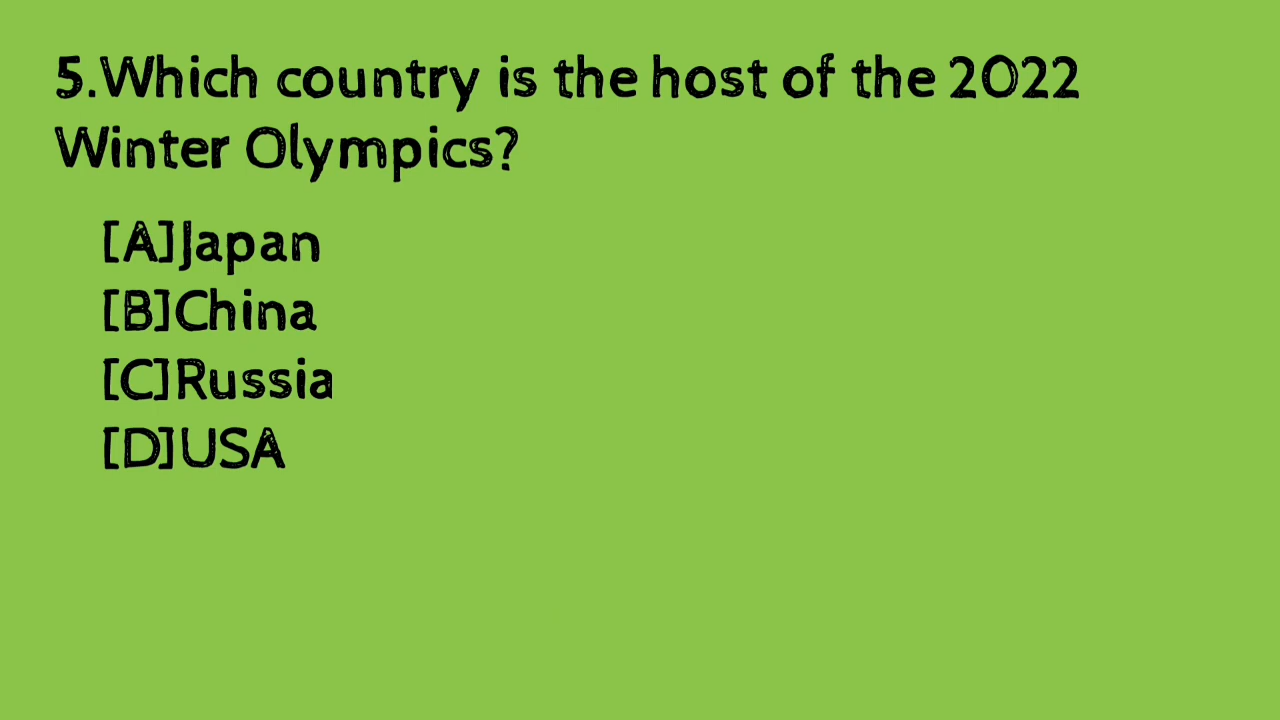 5.Which country is the host of the 2022
Winter Olympics?
[A]Japan
[B]China
[C]Russia
[D]USA